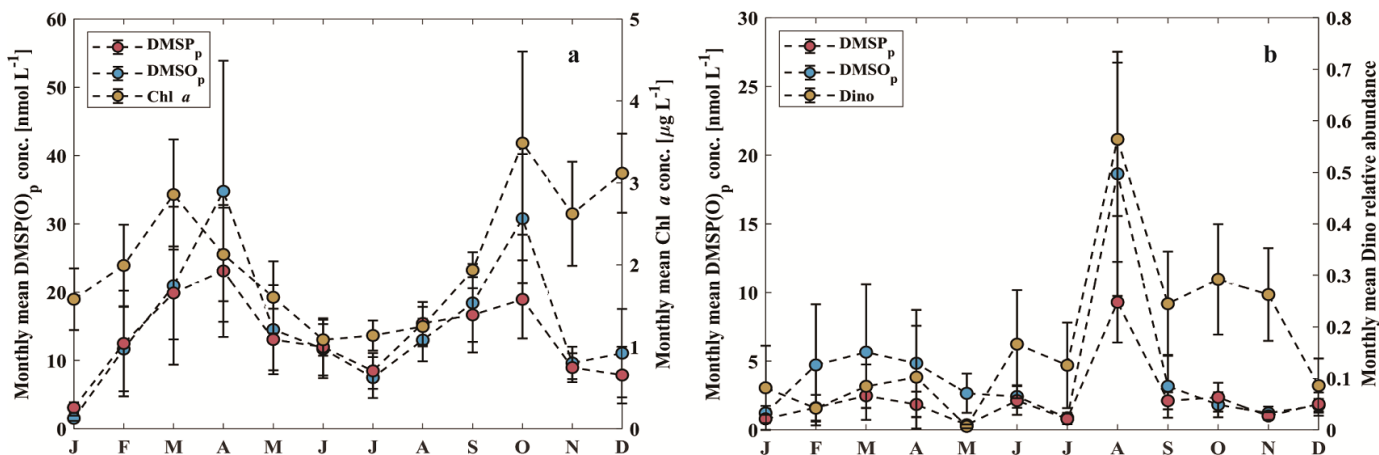 a
DMSPp
DMSOp
Chl a
Monthly mean DMSP(O)p conc. [nmol L-1]
60
50
40
30
20
10
0
5
4
3
2
1
0
Monthly mean Chl a conc. [μg L-1]
J F M A M J J A S O N D
b
DMSPp
DMSOp
Dino
Monthly mean DMSP(O)p conc. [nmol L-1]
30
25
20
15
10
5
0
0.8
0.7
0.6
0.5
0.4
0.3
0.2
0.1
0
Monthly mean Dino relative abundance
J F M A M J J A S O N D